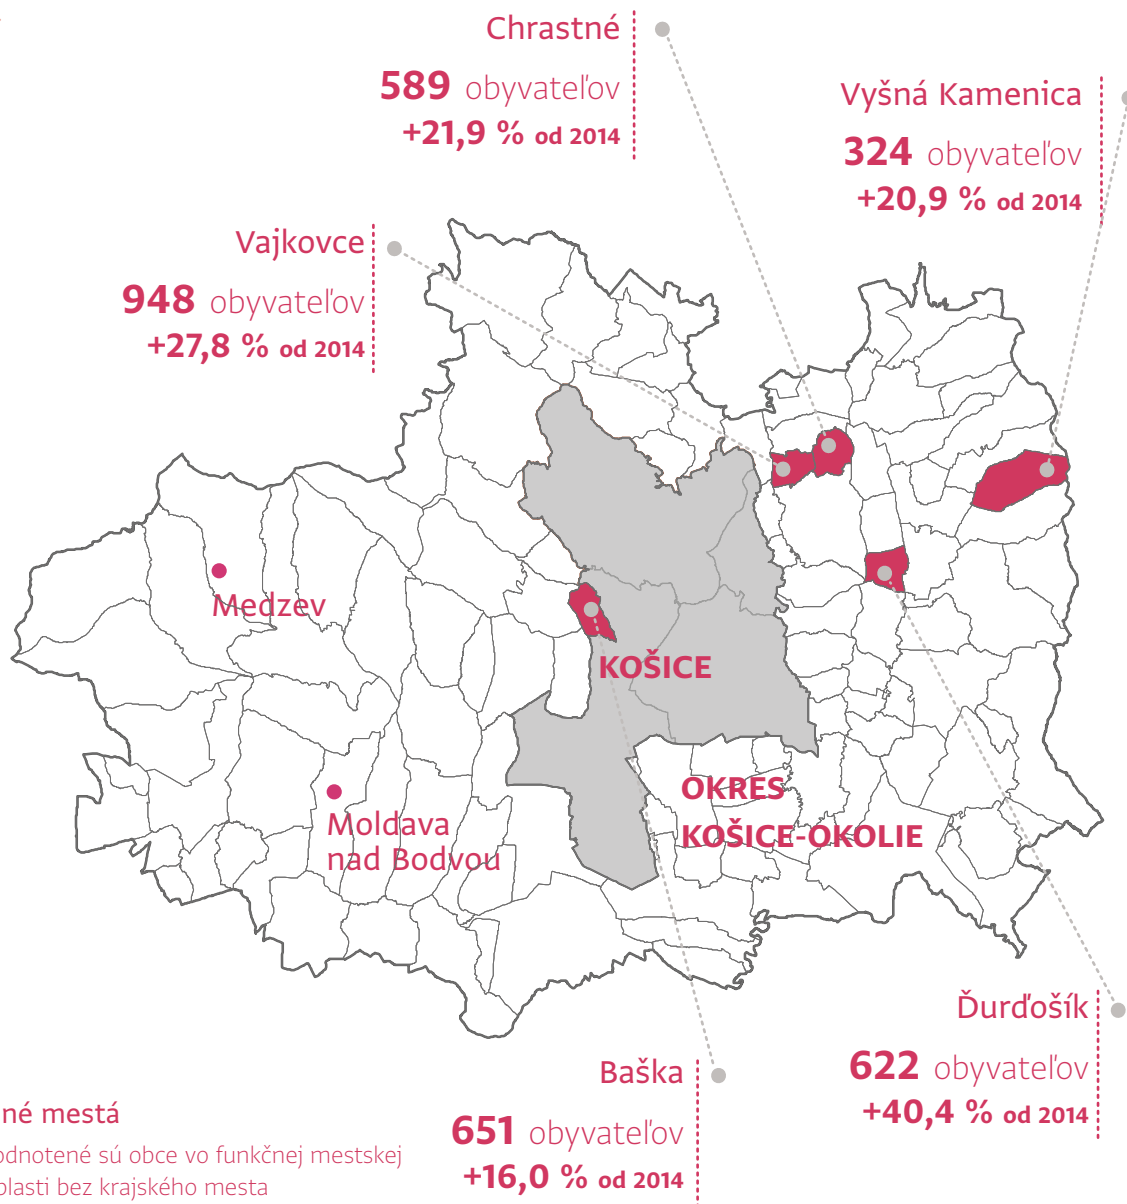 Chrastné
589 obyvateľov
+21,9 % od 2014
Vyšná Kamenica
324 obyvateľov
+20,9 % od 2014
Vajkovce
948 obyvateľov
+27,8 % od 2014
Medzev
KOŠICE
OKRES
KOŠICE-OKOLIE
Moldava
nad Bodvou
Ďurďošík
622 obyvateľov
+40,4 % od 2014
Baška
651 obyvateľov
+16,0 % od 2014
né mestá
odnotené sú obce vo funkčnej mestskej
blasti bez krajského mesta